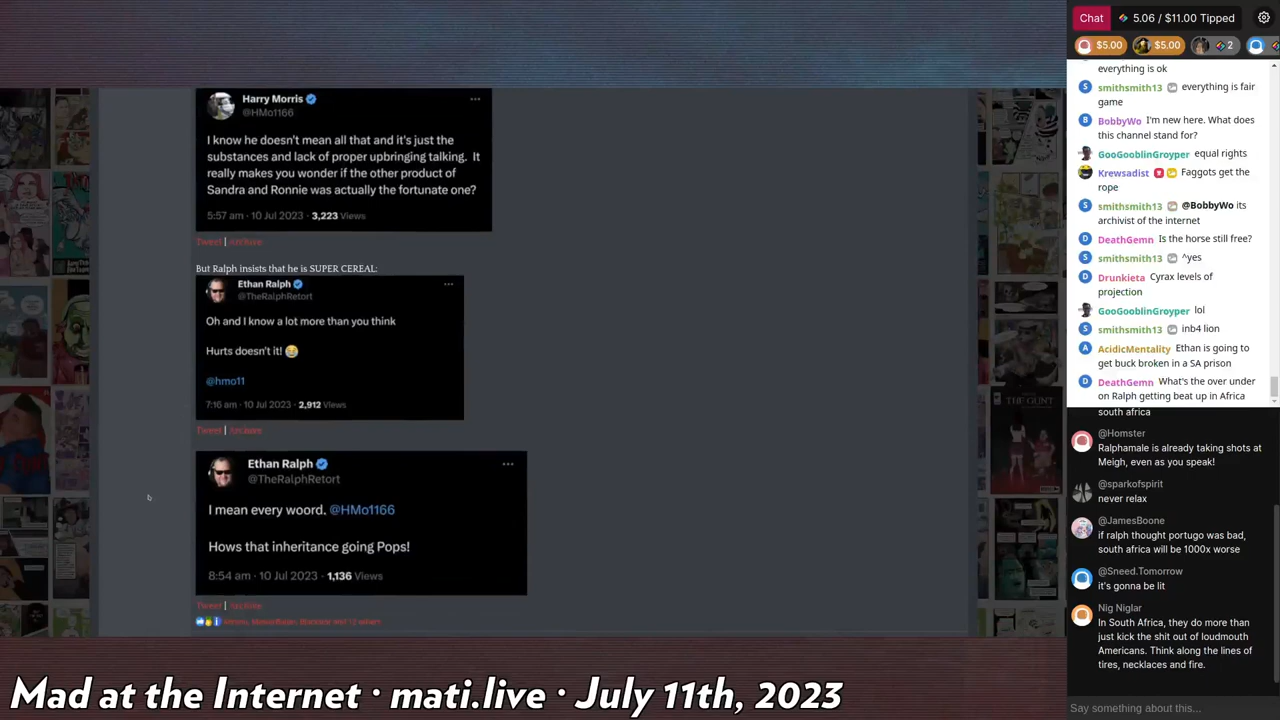 Harry Morris
@HMo1166
I know he doesn't mean all that and it's just the
substances and lack of proper upbringing talking. It
really makes you wonder if the other product of
Sandra and Ronnie was actually the fortunate one?
5:57 am · 10 Jul 2023 · 3,223 Views
Tweet | Archive
But Ralph insists that he is SUPER CEREAL:
Ethan Ralph
@TheRalphRetort
Oh and I know a lot more than you think
Hurts doesn't it! 😂
@hmo11
7:16 am · 10 Jul 2023 · 2,912 Views
Tweet | Archive
Ethan Ralph
@TheRalphRetort
I mean every woord. @HMo1166
Hows that inheritance going Pops!
8:54 am · 10 Jul 2023 · 1,136 Views
Tweet | Archive
THE GUNT
Mad at the Internet · mati.live · July 11th, 2023
Chat
5.06 / $11.00 Tipped
$5.00
$5.00
2
everything is ok
smithsmith13 everything is fair
game
BobbyWo I'm new here. What does
this channel stand for?
GooGooblinGroyper equal rights
Krewsadist Faggots get the
rope
smithsmith13 @BobbyWo its
archivist of the internet
DeathGemn Is the horse still free?
smithsmith13 ^yes
Drunkieta Cyrax levels of
projection
GooGooblinGroyper lol
smithsmith13 inb4 lion
AcidicMentality Ethan is going to
get buck broken in a SA prison
DeathGemn What's the over under
on Ralph getting beat up in Africa
south africa
@Homster
Ralphamale is already taking shots at
Meigh, even as you speak!
@sparkofspirit
never relax
@JamesBoone
if ralph thought portugo was bad,
south africa will be 1000x worse
@Sneed.Tomorrow
it's gonna be lit
Nig Niglar
In South Africa, they do more than
just kick the shit out of loudmouth
Americans. Think along the lines of
tires, necklaces and fire.
Say something about this...